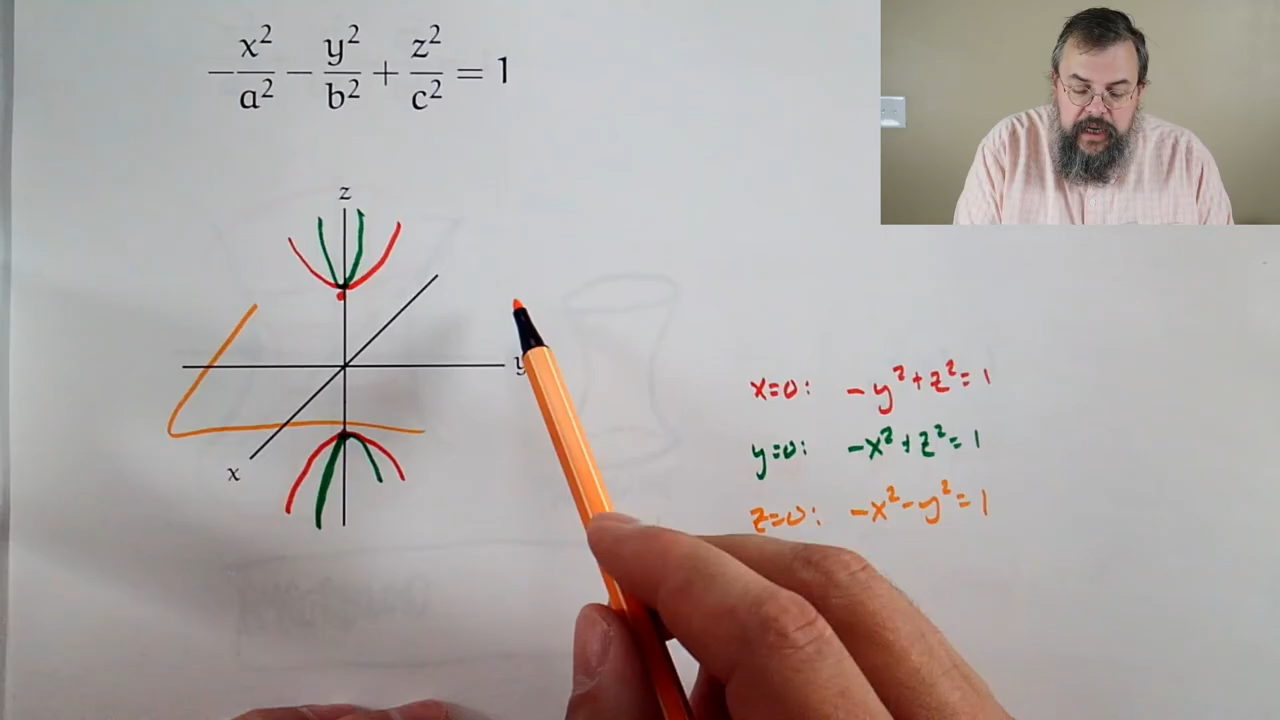 -x²/a² - y²/b² + z²/c² = 1
z
y
x
x=0: -y²+z²=1
y=0: -x²+z²=1
z=0: -x²-y²=1